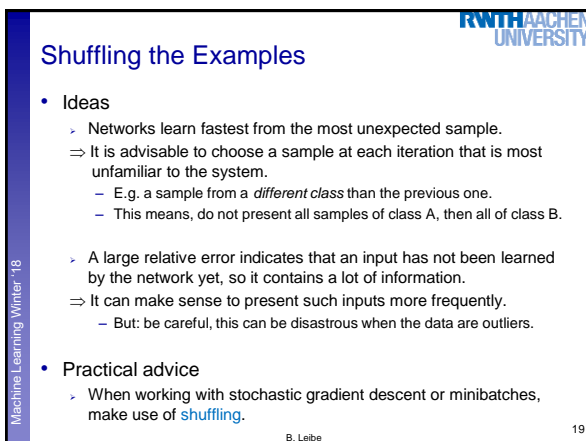 RWTH AACHEN
UNIVERSITY
Shuffling the Examples
• Ideas
➢ Networks learn fastest from the most unexpected sample.
⇒ It is advisable to choose a sample at each iteration that is most
unfamiliar to the system.
– E.g. a sample from a different class than the previous one.
– This means, do not present all samples of class A, then all of class B.
➢ A large relative error indicates that an input has not been learned
by the network yet, so it contains a lot of information.
⇒ It can make sense to present such inputs more frequently.
– But: be careful, this can be disastrous when the data are outliers.
• Practical advice
➢ When working with stochastic gradient descent or minibatches,
make use of shuffling.
Machine Learning Winter '18
B. Leibe
19